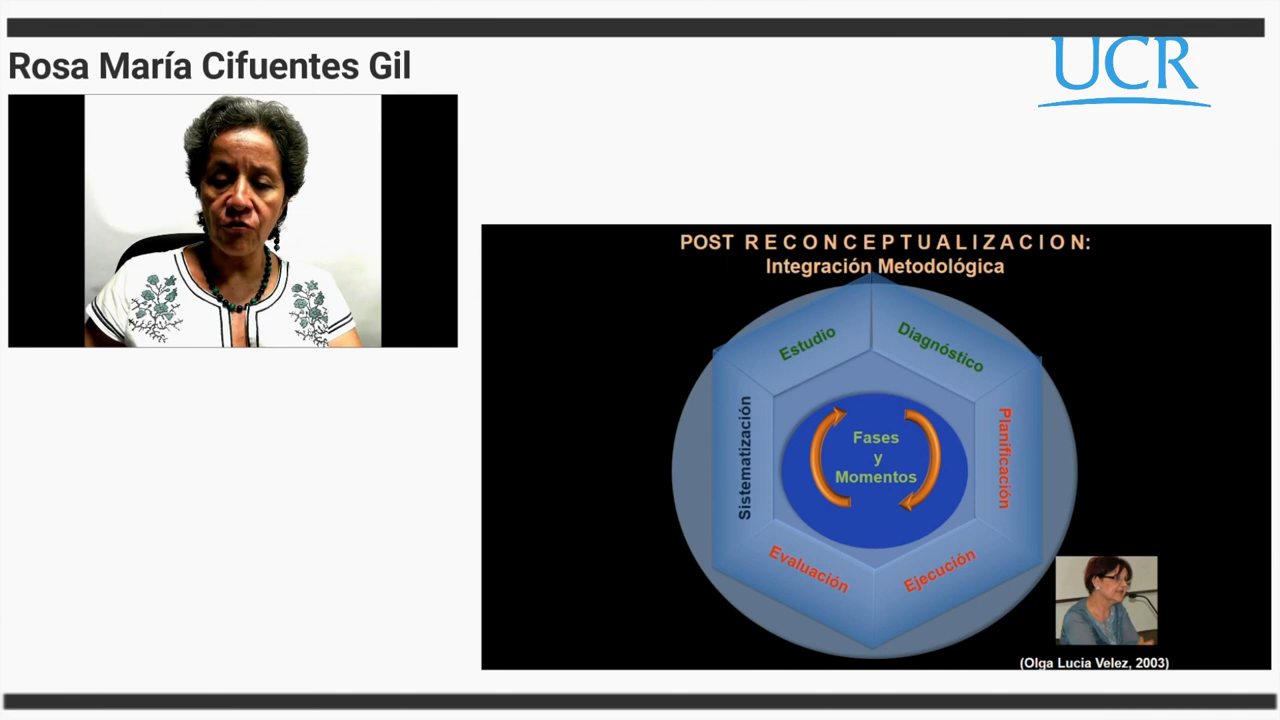 Rosa María Cifuentes Gil
UCR
POST R E C O N C E P T U A L I Z A C I O N:
Integración Metodológica
Estudio
Diagnóstico
Planificación
Ejecución
Evaluación
Sistematización
Fases
y
Momentos
(Olga Lucia Velez, 2003)